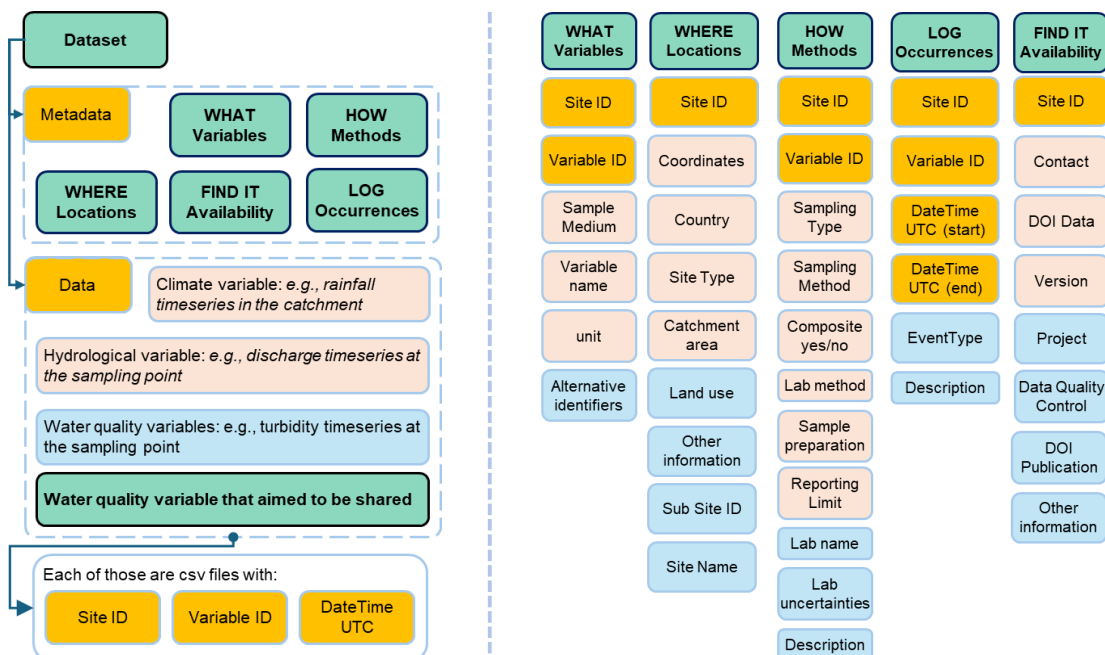 Dataset
Metadata
WHAT
Variables
HOW
Methods
WHERE
Locations
FIND IT
Availability
LOG
Occurrences
Data
Climate variable: e.g., rainfall
timeseries in the catchment
Hydrological variable: e.g., discharge timeseries at
the sampling point
Water quality variables: e.g., turbidity timeseries at
the sampling point
Water quality variable that aimed to be shared
Each of those are csv files with:
Site ID
Variable ID
DateTime
UTC
WHAT
Variables
Site ID
Variable ID
Sample
Medium
Variable
name
unit
Alternative
identifiers
WHERE
Locations
Site ID
Coordinates
Country
Site Type
Catchment
area
Land use
Other
information
Sub Site ID
Site Name
HOW
Methods
Site ID
Variable ID
Sampling
Type
Sampling
Method
Composite
yes/no
Lab method
Sample
preparation
Reporting
Limit
Lab name
Lab
uncertainties
Description
LOG
Occurrences
Site ID
Variable ID
DateTime
UTC (start)
DateTime
UTC (end)
EventType
Description
FIND IT
Availability
Site ID
Contact
DOI Data
Version
Project
Data Quality
Control
DOI
Publication
Other
information